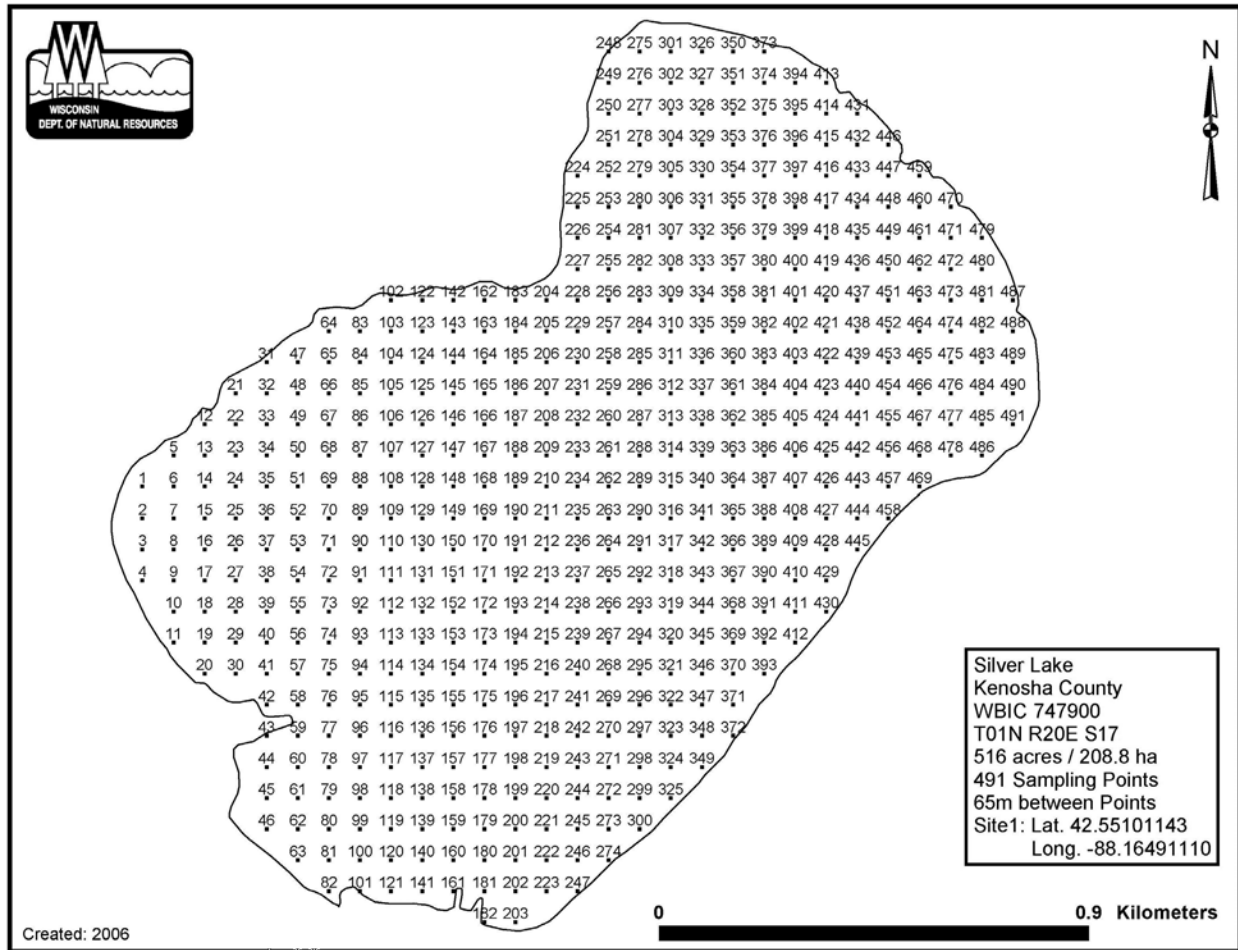 WISCONSIN
DEPT. OF NATURAL RESOURCES
N
248 275 301 326 350 373
249 276 302 327 351 374 394 413
250 277 303 328 352 375 395 414 431
251 278 304 329 353 376 396 415 432 446
224 252 279 305 330 354 377 397 416 433 447 459
225 253 280 306 331 355 378 398 417 434 448 460 470
226 254 281 307 332 356 379 399 418 435 449 461 471 479
227 255 282 308 333 357 380 400 419 436 450 462 472 480
102 122 142 162 183 204 228 256 283 309 334 358 381 401 420 437 451 463 473 481 487
64 83 103 123 143 163 184 205 229 257 284 310 335 359 382 402 421 438 452 464 474 482 488
31 47 65 84 104 124 144 164 185 206 230 258 285 311 336 360 383 403 422 439 453 465 475 483 489
21 32 48 66 85 105 125 145 165 186 207 231 259 286 312 337 361 384 404 423 440 454 466 476 484 490
12 22 33 49 67 86 106 126 146 166 187 208 232 260 287 313 338 362 385 405 424 441 455 467 477 485 491
5 13 23 34 50 68 87 107 127 147 167 188 209 233 261 288 314 339 363 386 406 425 442 456 468 478 486
1 6 14 24 35 51 69 88 108 128 148 168 189 210 234 262 289 315 340 364 387 407 426 443 457 469
2 7 15 25 36 52 70 89 109 129 149 169 190 211 235 263 290 316 341 365 388 408 427 444 458
3 8 16 26 37 53 71 90 110 130 150 170 191 212 236 264 291 317 342 366 389 409 428 445
4 9 17 27 38 54 72 91 111 131 151 171 192 213 237 265 292 318 343 367 390 410 429
10 18 28 39 55 73 92 112 132 152 172 193 214 238 266 293 319 344 368 391 411 430
11 19 29 40 56 74 93 113 133 153 173 194 215 239 267 294 320 345 369 392 412
20 30 41 57 75 94 114 134 154 174 195 216 240 268 295 321 346 370 393
42 58 76 95 115 135 155 175 196 217 241 269 296 322 347 371
43 59 77 96 116 136 156 176 197 218 242 270 297 323 348 372
44 60 78 97 117 137 157 177 198 219 243 271 298 324 349
45 61 79 98 118 138 158 178 199 220 244 272 299 325
46 62 80 99 119 139 159 179 200 221 245 273 300
63 81 100 120 140 160 180 201 222 246 274
82 101 121 141 161 181 202 223 247
182 203
Silver Lake
Kenosha County
WBIC 747900
T01N R20E S17
516 acres / 208.8 ha
491 Sampling Points
65m between Points
Site1: Lat. 42.55101143
Long. -88.16491110
0 0.9 Kilometers
Created: 2006